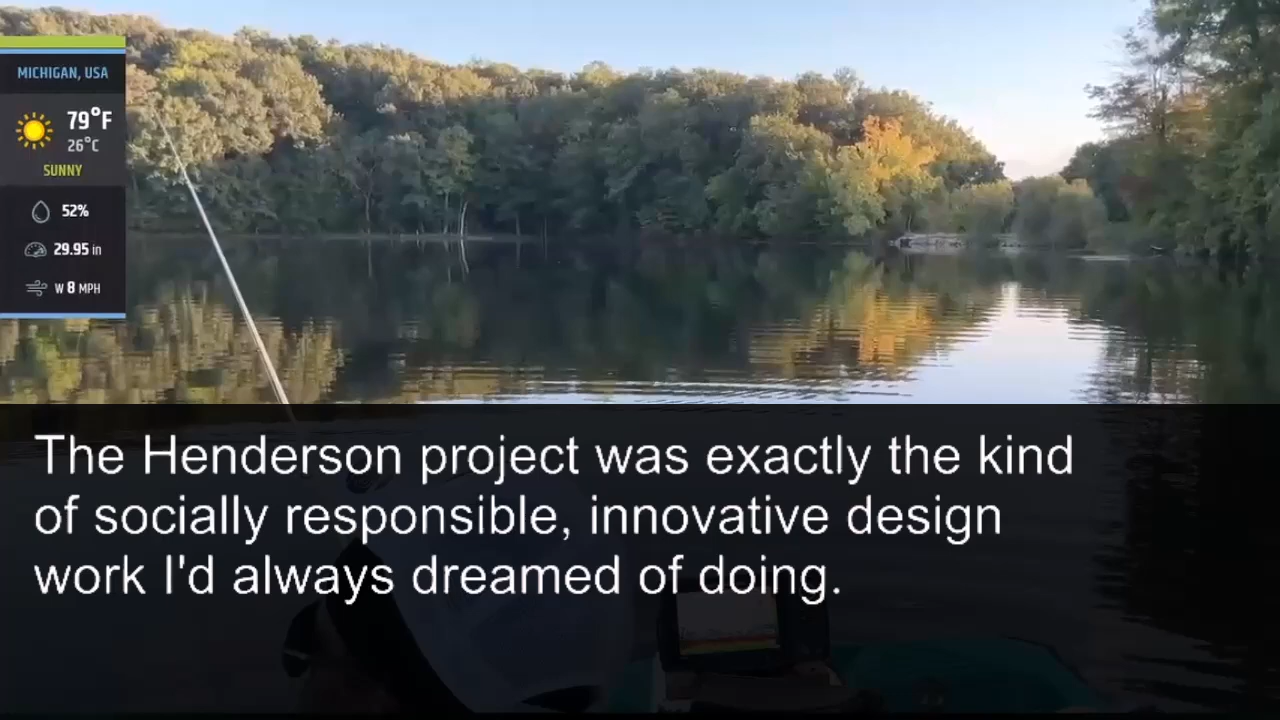 MICHIGAN, USA
79°F
26°C
SUNNY
52%
29.95 in
W 8 MPH
The Henderson project was exactly the kind
of socially responsible, innovative design
work I'd always dreamed of doing.